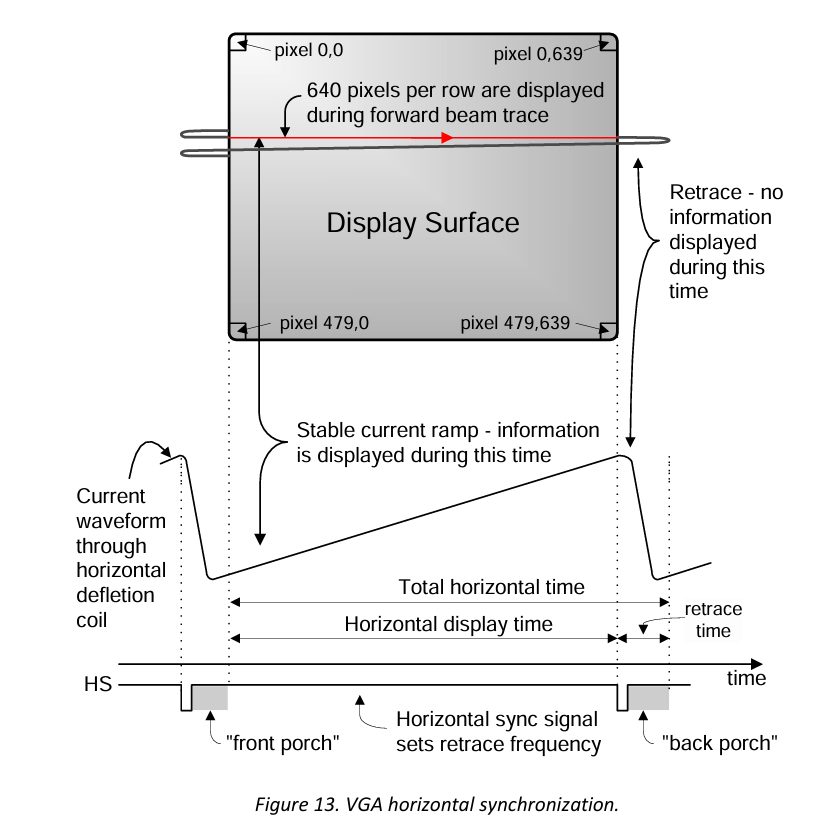 pixel 0,0
pixel 0,639
640 pixels per row are displayed
during forward beam trace
Retrace - no
information
displayed
during this
time
Display Surface
pixel 479,0
pixel 479,639
Stable current ramp - information
is displayed during this time
Current
waveform
through
horizontal
defletion
coil
Total horizontal time
Horizontal display time
retrace
time
time
HS
"front porch"
Horizontal sync signal
sets retrace frequency
"back porch"
Figure 13. VGA horizontal synchronization.